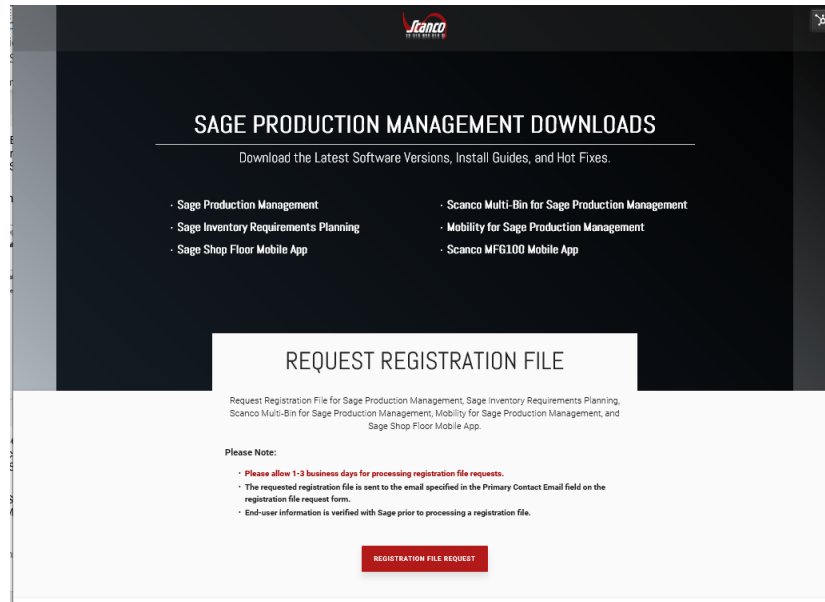 Scanco
SAGE PRODUCTION MANAGEMENT DOWNLOADS
Download the Latest Software Versions, Install Guides, and Hot Fixes.
· Sage Production Management
· Sage Inventory Requirements Planning
· Sage Shop Floor Mobile App
· Scanco Multi-Bin for Sage Production Management
· Mobility for Sage Production Management
· Scanco MFG100 Mobile App
REQUEST REGISTRATION FILE
Request Registration File for Sage Production Management, Sage Inventory Requirements Planning,
Scanco Multi-Bin for Sage Production Management, Mobility for Sage Production Management, and
Sage Shop Floor Mobile App.
Please Note:
· Please allow 1-3 business days for processing registration file requests.
· The requested registration file is sent to the email specified in the Primary Contact Email field on the
registration file request form.
· End-user information is verified with Sage prior to processing a registration file.
REGISTRATION FILE REQUEST